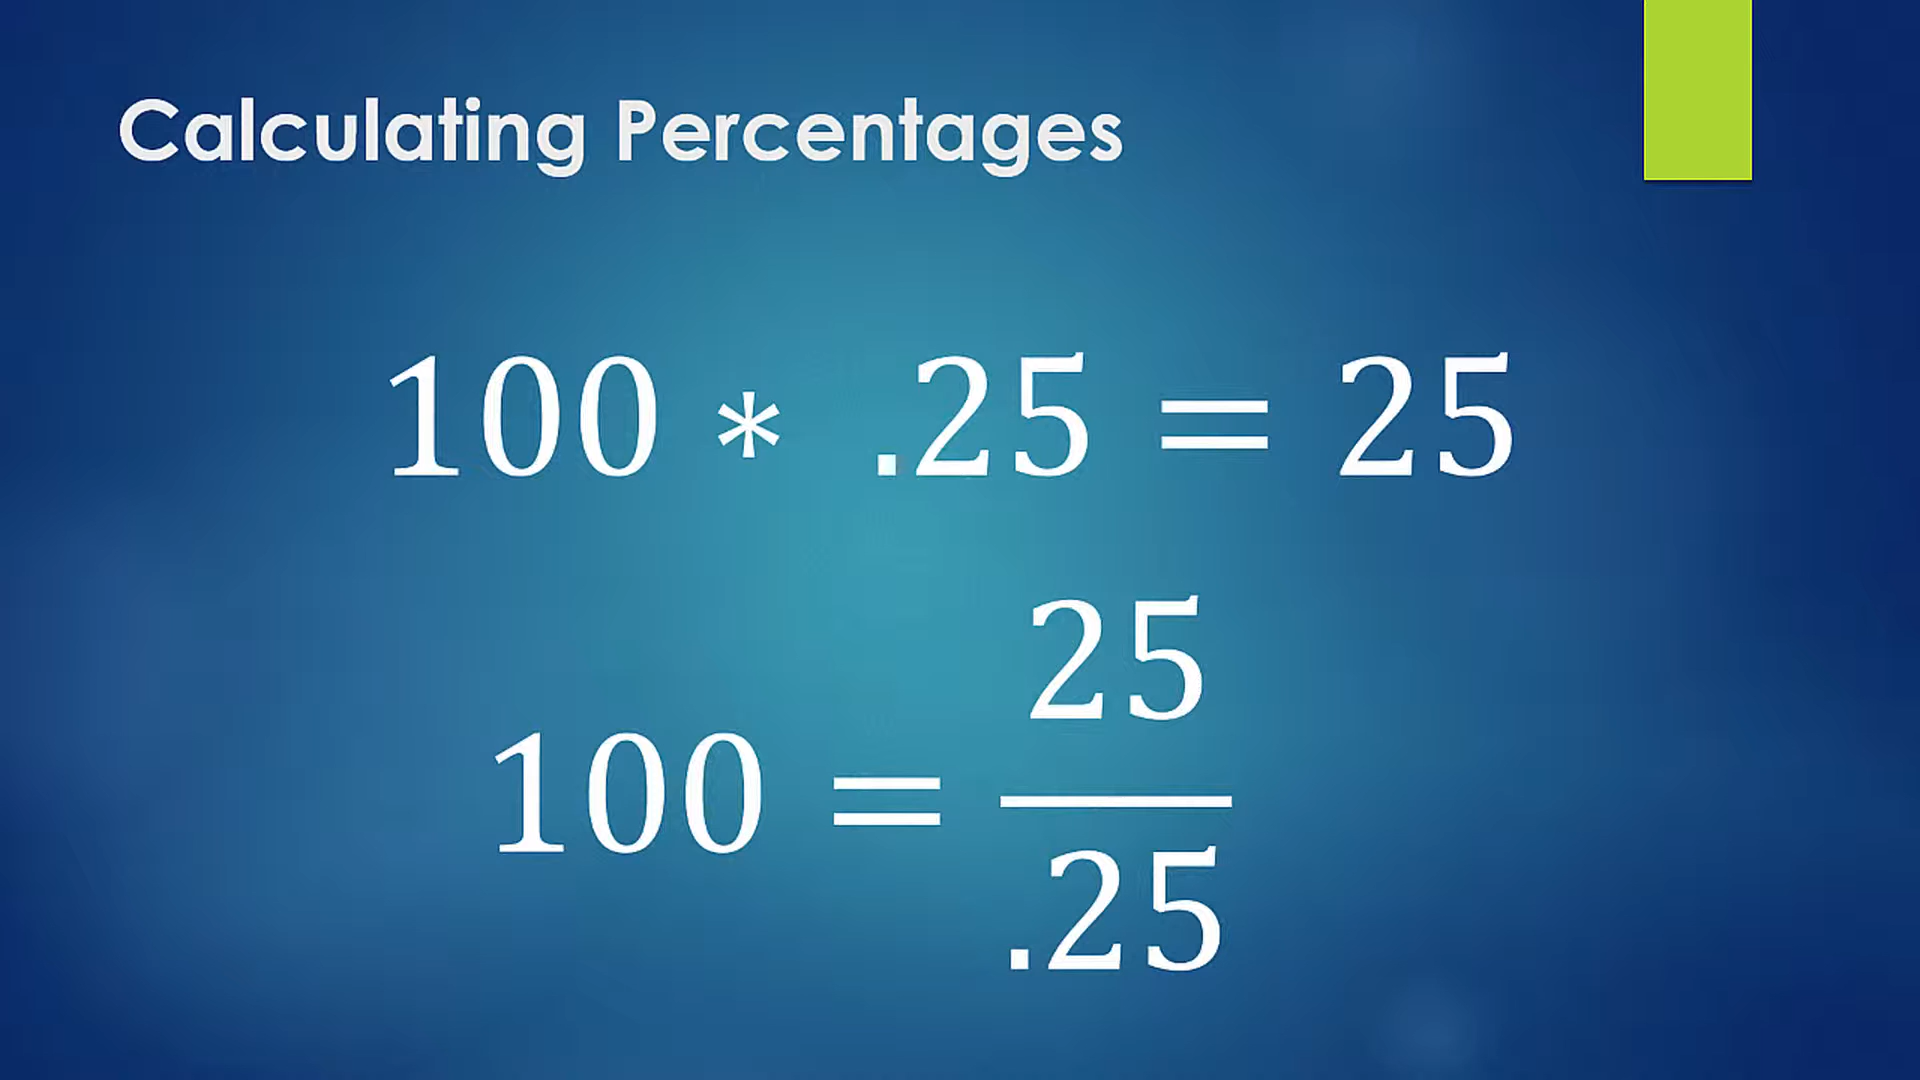 Calculating Percentages
100 * .25 = 25
25
100 =
.25